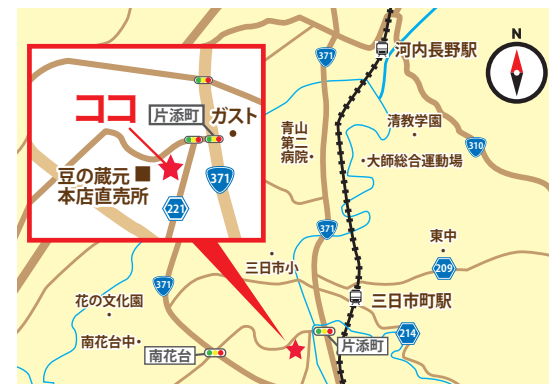 ココ
片添町
ガスト
豆の蔵元
本店直売所
371
221
371
河内長野駅
N
清教学園
310
青山
第二
病院
大師総合運動場
371
東中
209
三日市小
371
花の文化園
三日市町駅
214
南花台中
南花台
片添町